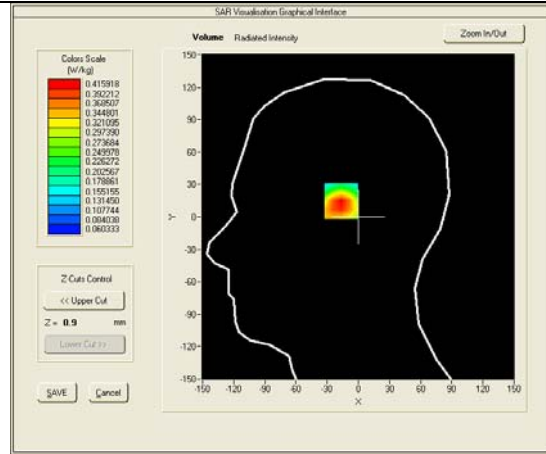 SAR Visualisation Graphical Interface
Volume Radiated Intensity
Zoom In/Out
Colors Scale
(W/kg)
0.415918
0.392212
0.368507
0.344801
0.321095
0.297390
0.273684
0.249978
0.226272
0.202567
0.178861
0.155155
0.131450
0.107744
0.084038
0.060333
Z-Cuts Control
<< Upper Cut
Z = 0.9 mm
Lower Cut >>
SAVE
Cancel
150
120
90
60
30
0
-30
-60
-90
-120
-150
Y
-150 -120 -90 -60 -30 0 30 60 90 120 150
X